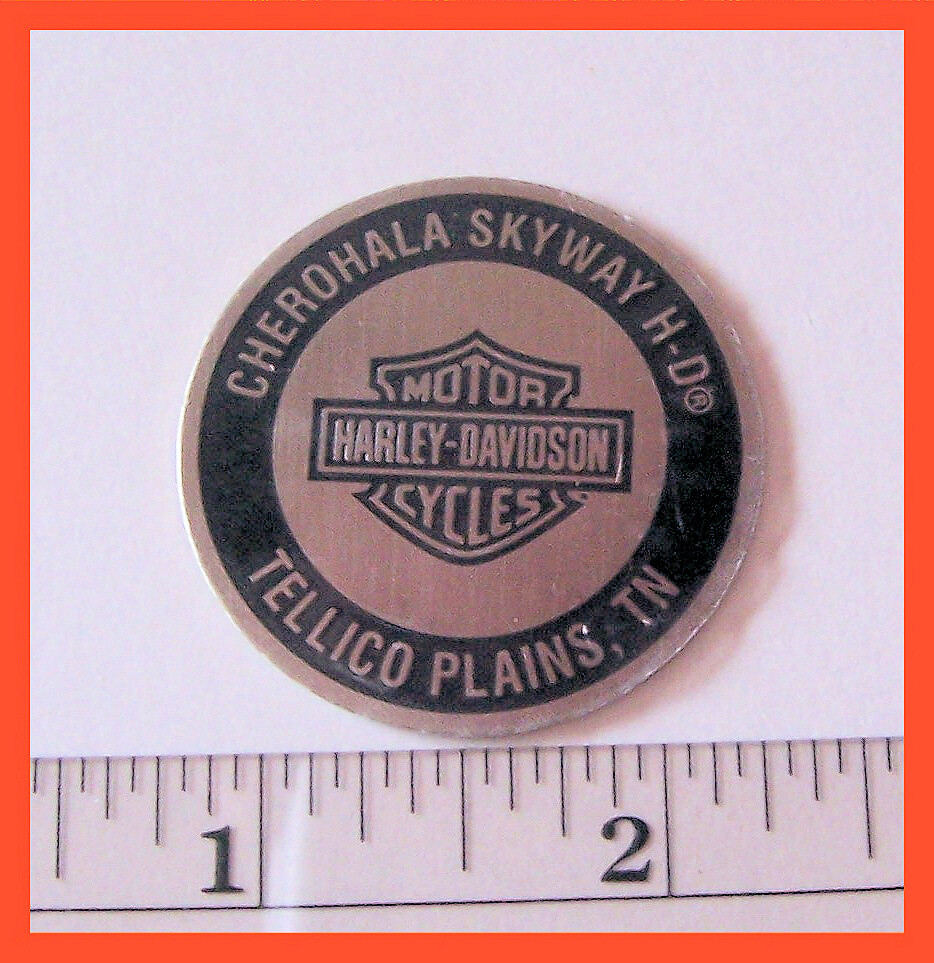 CHEROHALA SKYWAY H-D®
MOTOR
HARLEY-DAVIDSON
CYCLES
TELLICO PLAINS, TN
1 2